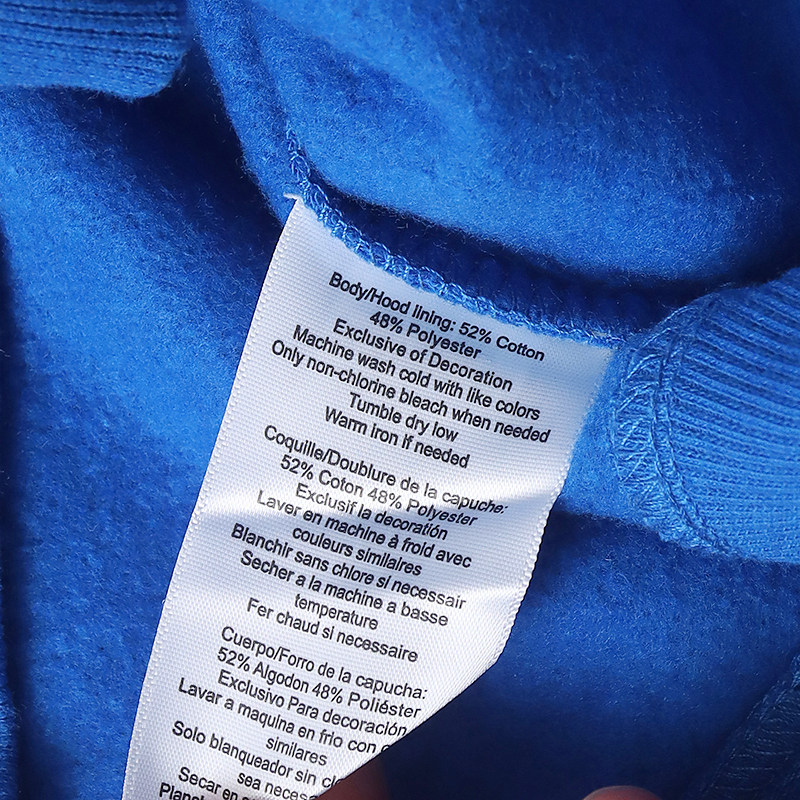 Body/Hood lining: 52% Cotton
48% Polyester
Exclusive of Decoration
Machine wash cold with like colors
Only non-chlorine bleach when needed
Tumble dry low
Warm iron if needed
Coquille/Doublure de la capuche:
52% Coton 48% Polyester
Exclusif la decoration
Laver en machine à froid avec
couleurs similaires
Blanchir sans chlore si necessair
Secher a la machine a basse
temperature
Fer chaud si necessaire
Cuerpo/Forro de la capucha:
52% Algodon 48% Poliéster
Exclusivo Para decoración
Lavar a maquina en frio con
similares
Solo blanqueador sin
sea
Secar en